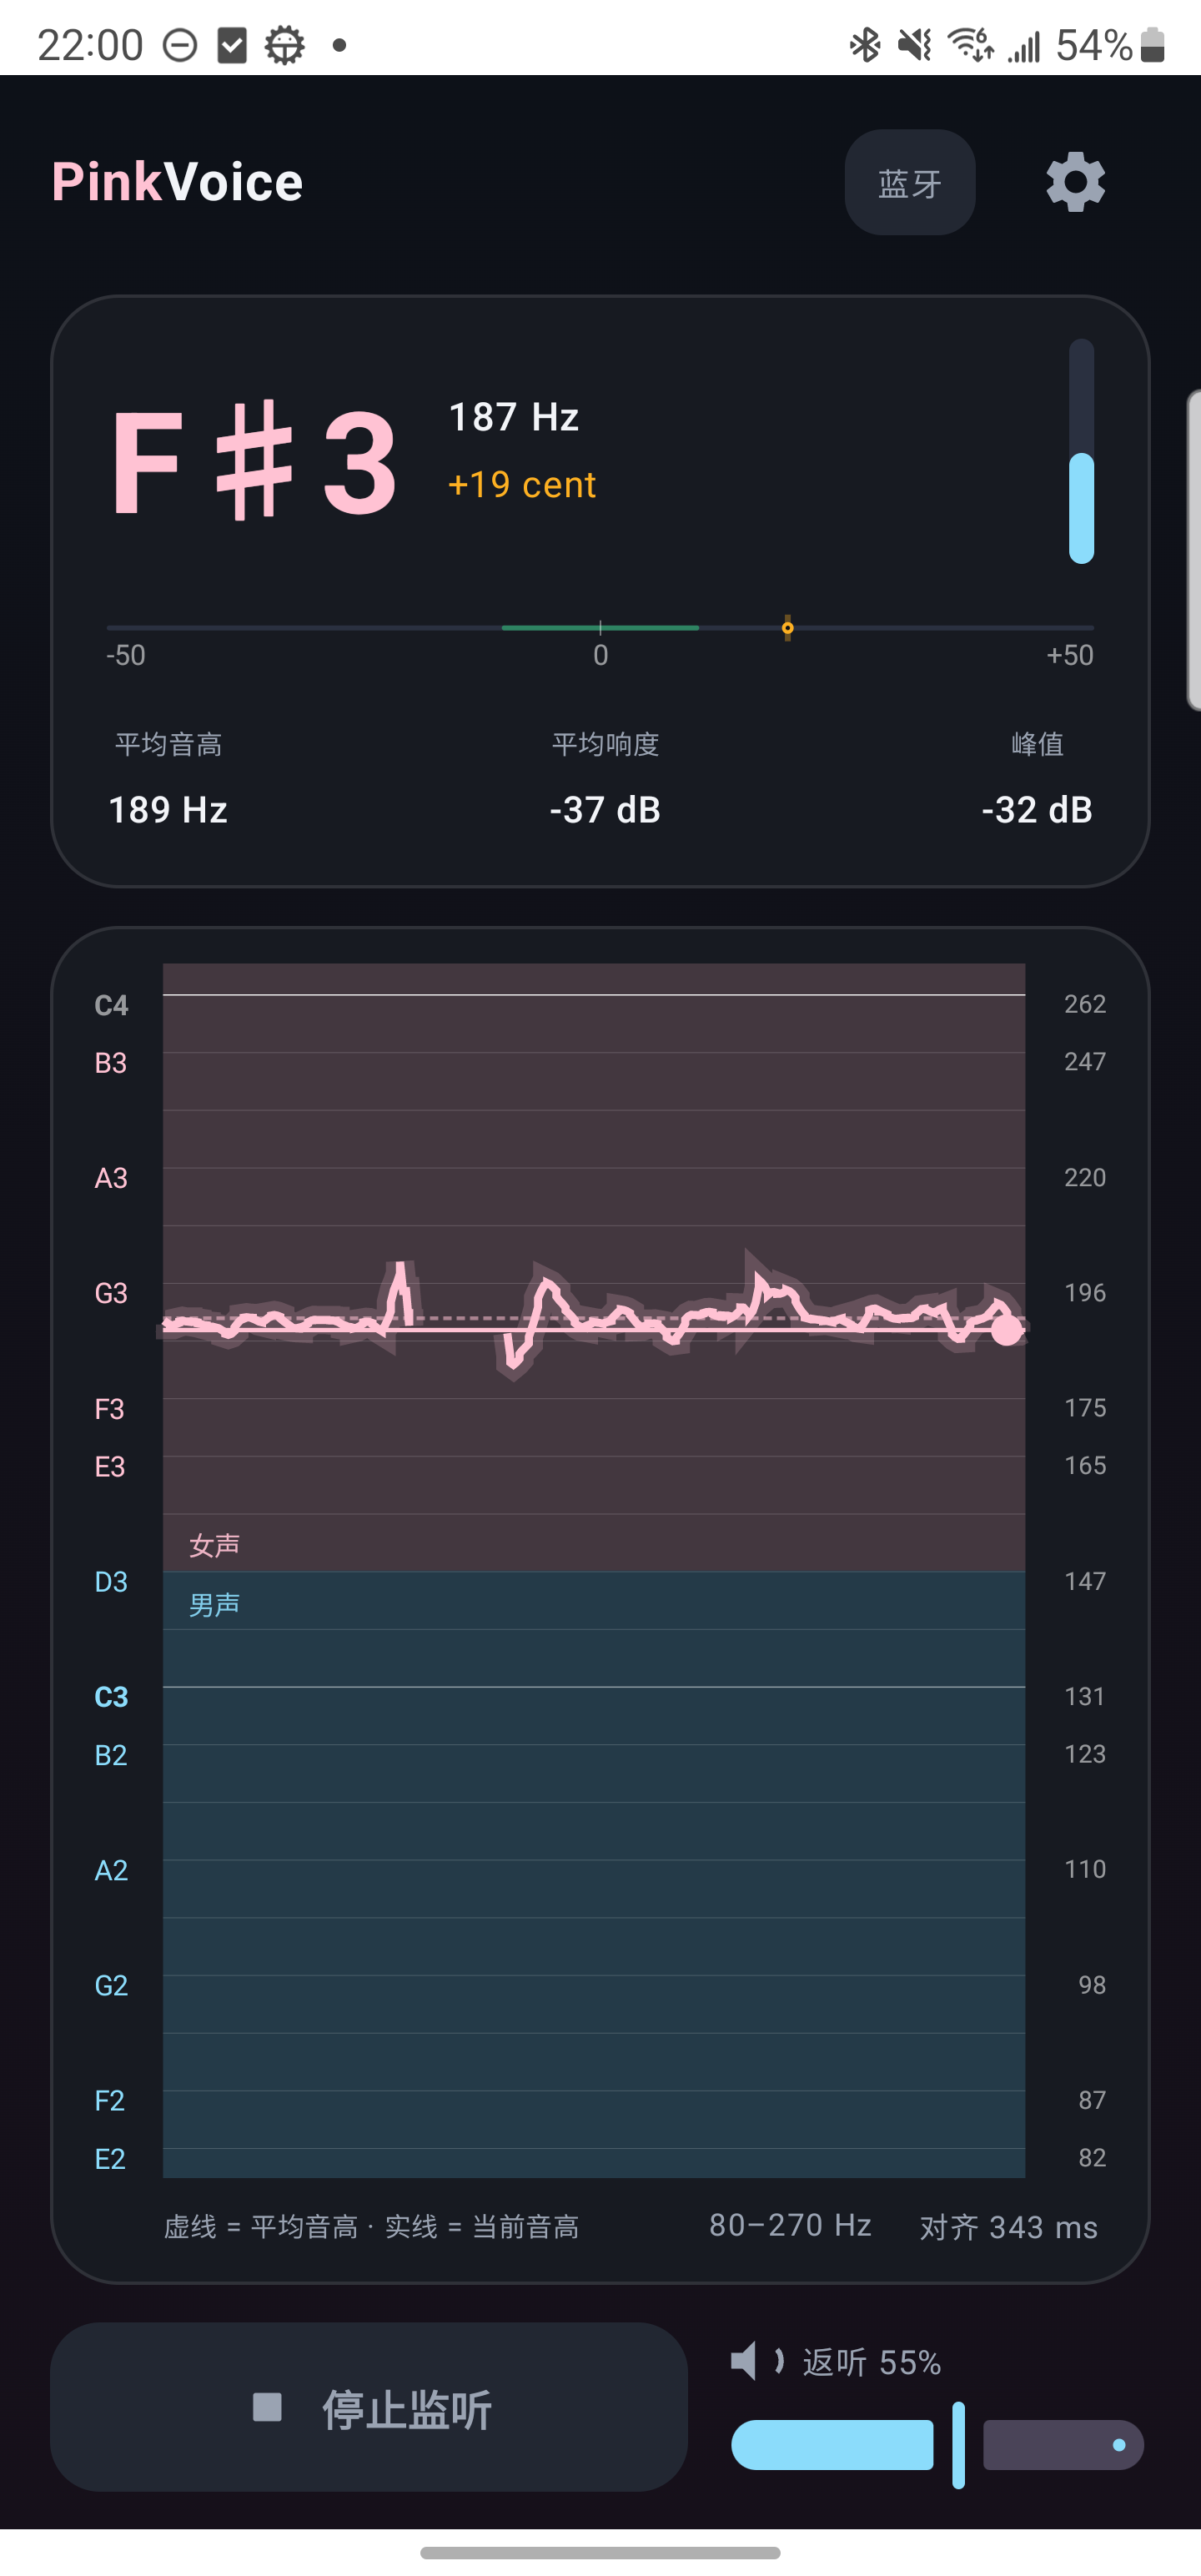 22:00
6
54%
PinkVoice
蓝牙
F♯3
187 Hz
+19 cent
-50
0
+50
平均音高
平均响度
峰值
189 Hz
-37 dB
-32 dB
C4
262
B3
247
A3
220
G3
196
F3
175
E3
165
女声
D3
147
男声
C3
131
B2
123
A2
110
G2
98
F2
87
E2
82
虚线 = 平均音高 · 实线 = 当前音高
80–270 Hz
对齐 343 ms
停止监听
返听 55%